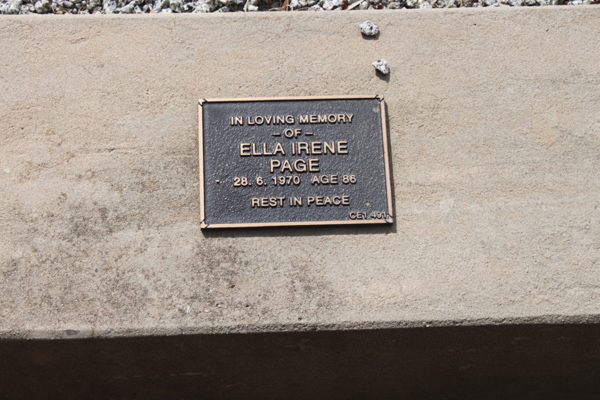 IN LOVING MEMORY
– OF –
ELLA IRENE
PAGE
28. 6. 1970 AGE 86
REST IN PEACE